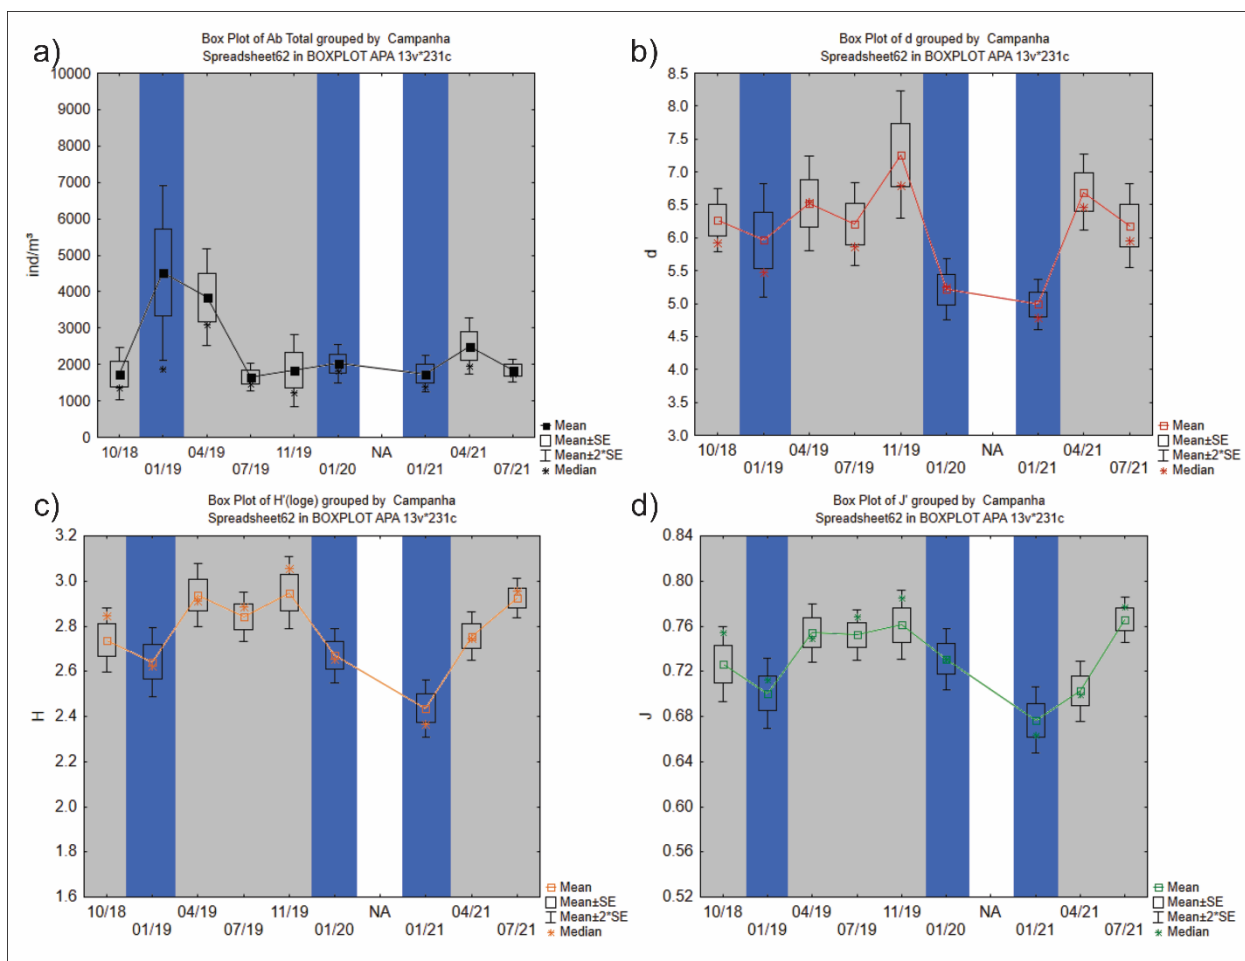 a)
Box Plot of Ab Total grouped by Campanha
Spreadsheet62 in BOXPLOT APA 13v*231c
10000
9000
8000
7000
6000
5000
4000
3000
2000
1000
0
ind/m³
10/18
04/19
11/19
NA
04/21
01/19
07/19
01/20
01/21
07/21
Mean
Mean±SE
Mean±2*SE
Median
b)
Box Plot of d grouped by Campanha
Spreadsheet62 in BOXPLOT APA 13v*231c
8.5
8.0
7.5
7.0
6.5
6.0
5.5
5.0
4.5
4.0
3.5
3.0
d
10/18
04/19
11/19
NA
04/21
01/19
07/19
01/20
01/21
07/21
Mean
Mean±SE
Mean±2*SE
Median
c)
Box Plot of H'(loge) grouped by Campanha
Spreadsheet62 in BOXPLOT APA 13v*231c
3.2
3.0
2.8
2.6
2.4
2.2
2.0
1.8
1.6
H
10/18
04/19
11/19
NA
04/21
01/19
07/19
01/20
01/21
07/21
Mean
Mean±SE
Mean±2*SE
Median
d)
Box Plot of J' grouped by Campanha
Spreadsheet62 in BOXPLOT APA 13v*231c
0.84
0.80
0.76
0.72
0.68
0.64
0.60
0.56
0.52
J
10/18
04/19
11/19
NA
04/21
01/19
07/19
01/20
01/21
07/21
Mean
Mean±SE
Mean±2*SE
Median